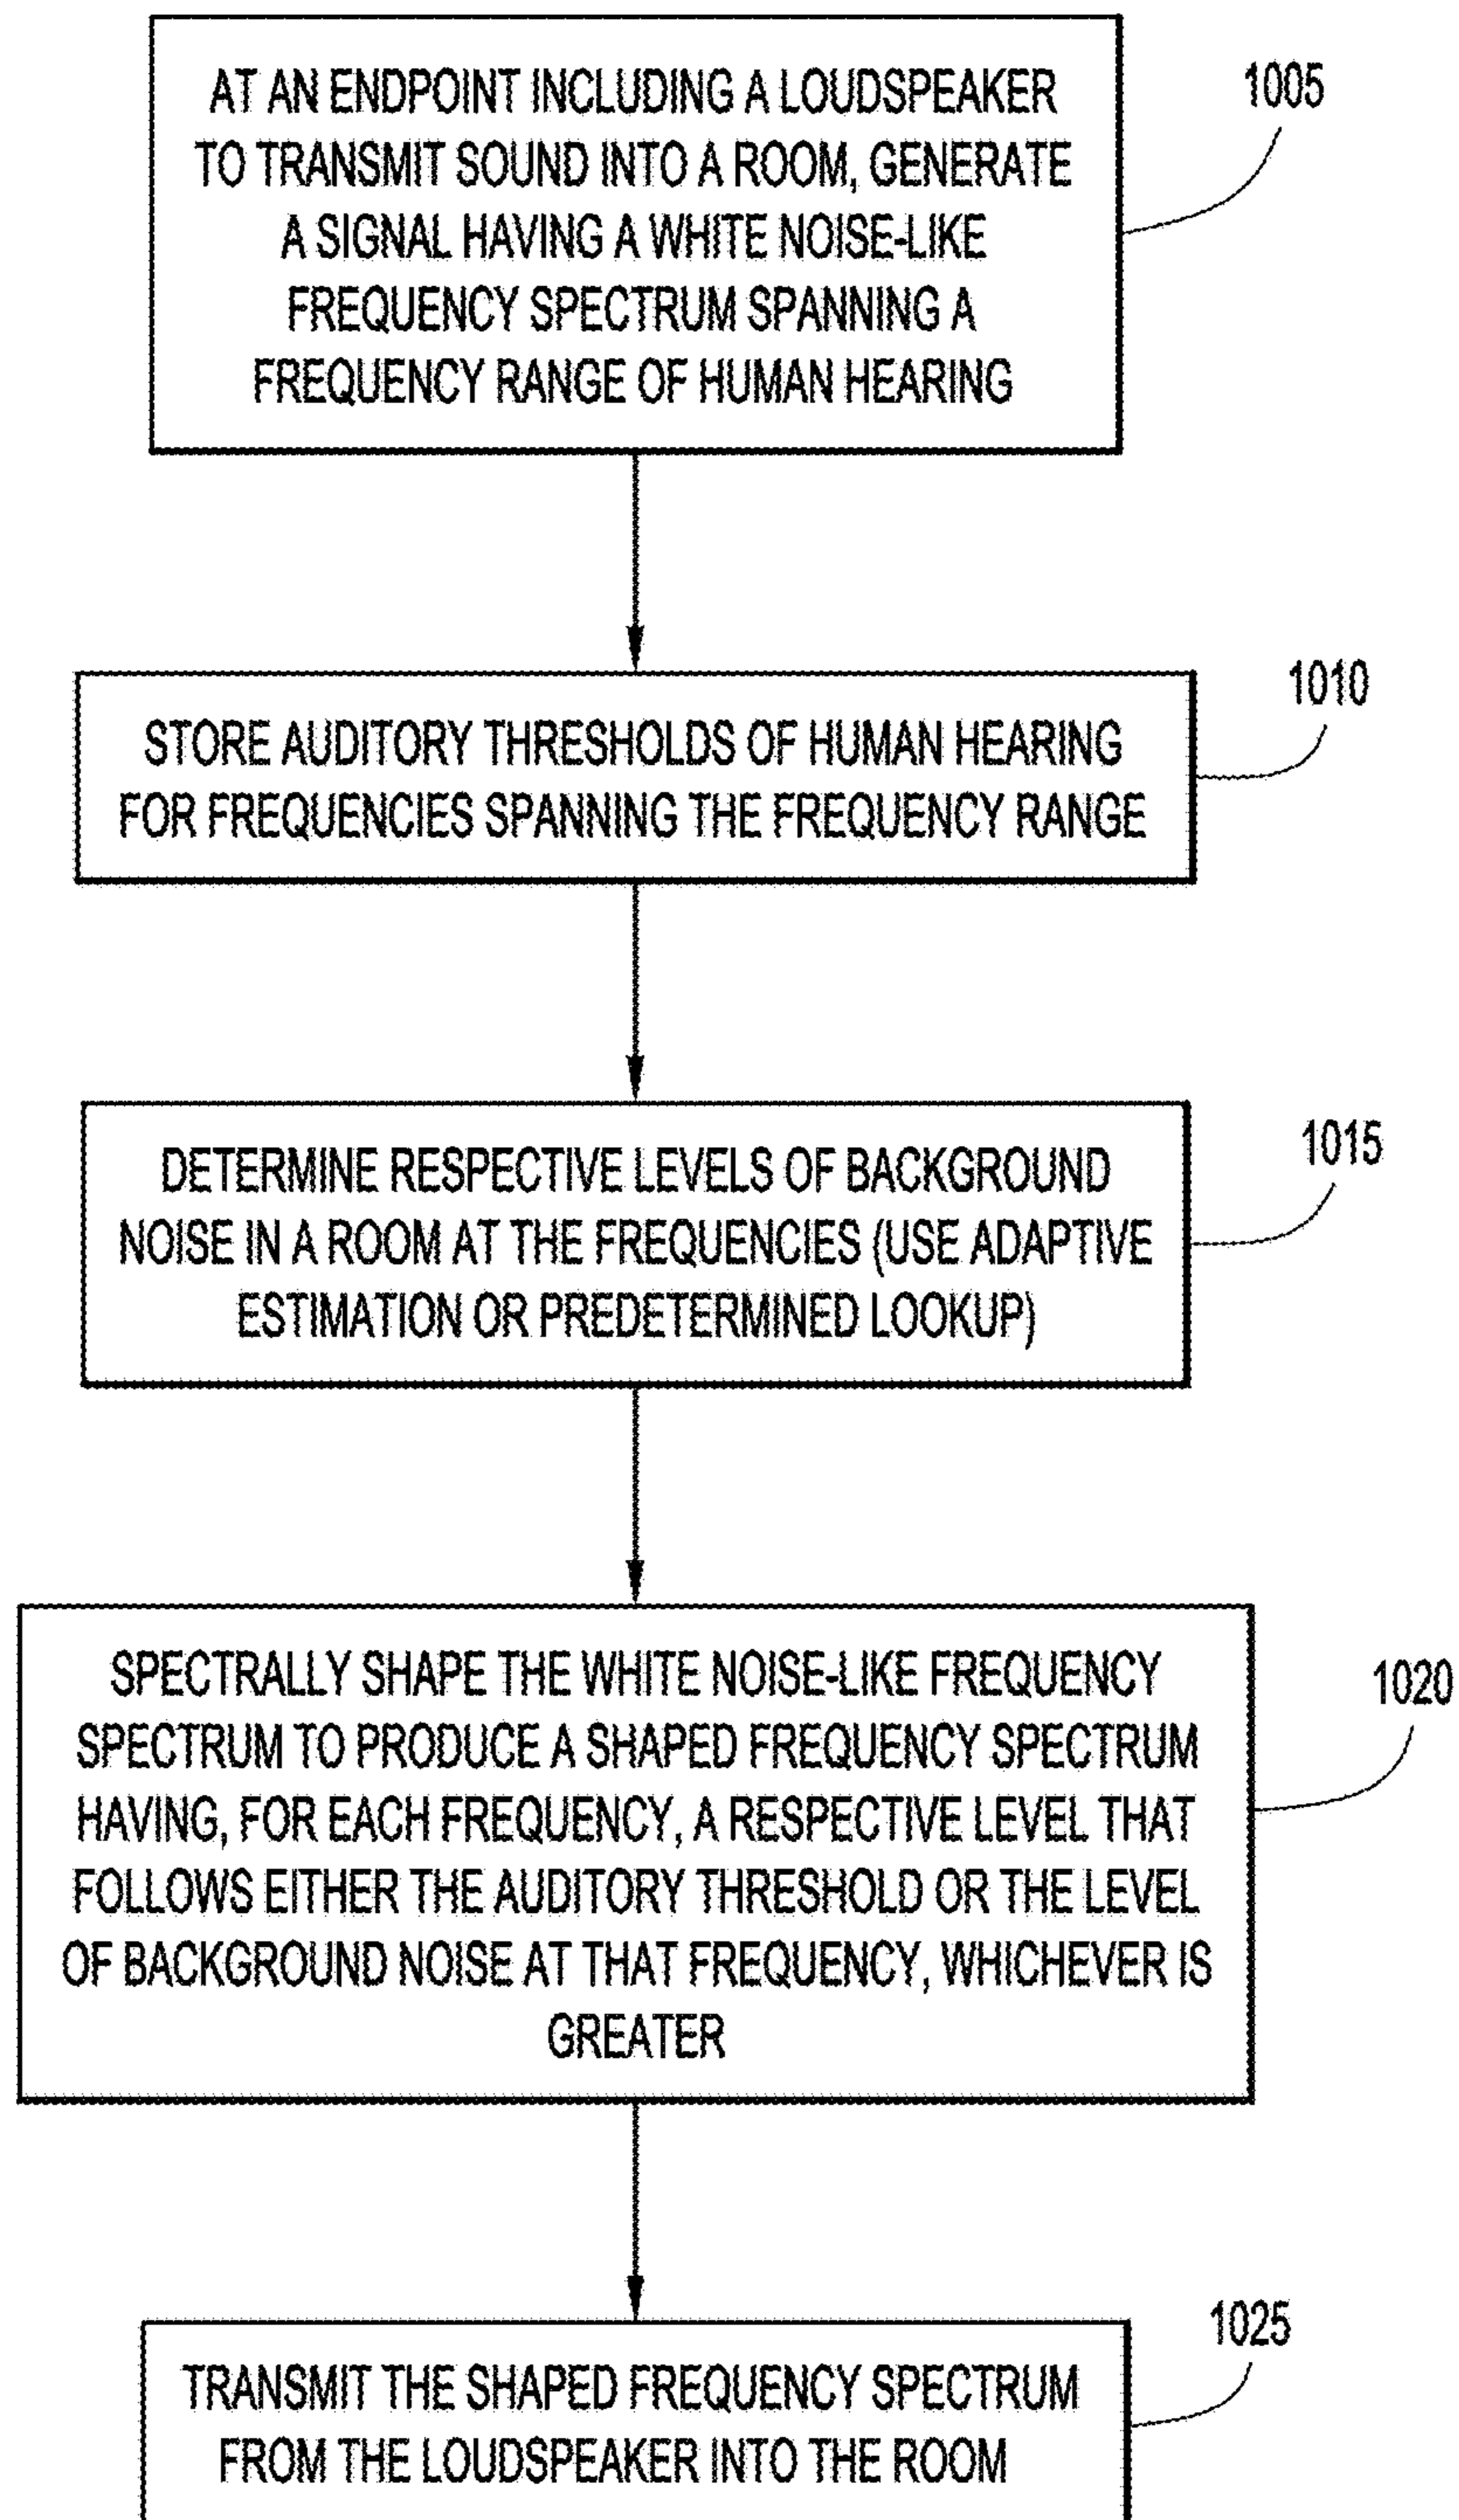 AT AN ENDPOINT INCLUDING A LOUDSPEAKER
TO TRANSMIT SOUND INTO A ROOM, GENERATE
A SIGNAL HAVING A WHITE NOISE-LIKE
FREQUENCY SPECTRUM SPANNING A
FREQUENCY RANGE OF HUMAN HEARING
1005
STORE AUDITORY THRESHOLDS OF HUMAN HEARING
FOR FREQUENCIES SPANNING THE FREQUENCY RANGE
1010
DETERMINE RESPECTIVE LEVELS OF BACKGROUND
NOISE IN A ROOM AT THE FREQUENCIES (USE ADAPTIVE
ESTIMATION OR PREDETERMINED LOOKUP)
1015
SPECTRALLY SHAPE THE WHITE NOISE-LIKE FREQUENCY
SPECTRUM TO PRODUCE A SHAPED FREQUENCY SPECTRUM
HAVING, FOR EACH FREQUENCY, A RESPECTIVE LEVEL THAT
FOLLOWS EITHER THE AUDITORY THRESHOLD OR THE LEVEL
OF BACKGROUND NOISE AT THAT FREQUENCY, WHICHEVER IS
GREATER
1020
TRANSMIT THE SHAPED FREQUENCY SPECTRUM
FROM THE LOUDSPEAKER INTO THE ROOM
1025